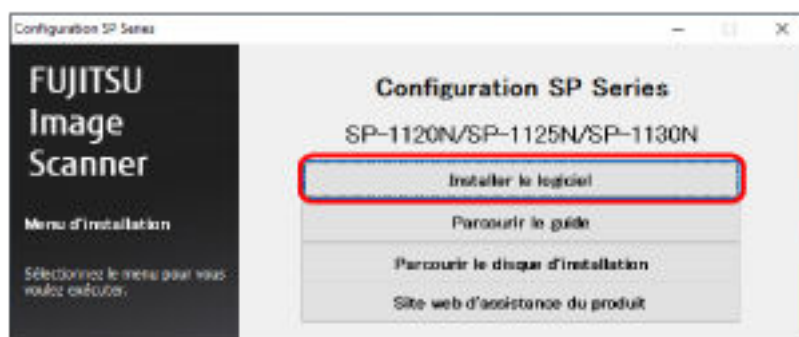 Configuration SP Series
FUJITSU
Image
Scanner
Menu d'installation
Sélectionnez le menu pour vous
voulez exécuter.
Configuration SP Series
SP-1120N/SP-1125N/SP-1130N
Installer le logiciel
Parcourir le guide
Parcourir le disque d'installation
Site web d'assistance du produit